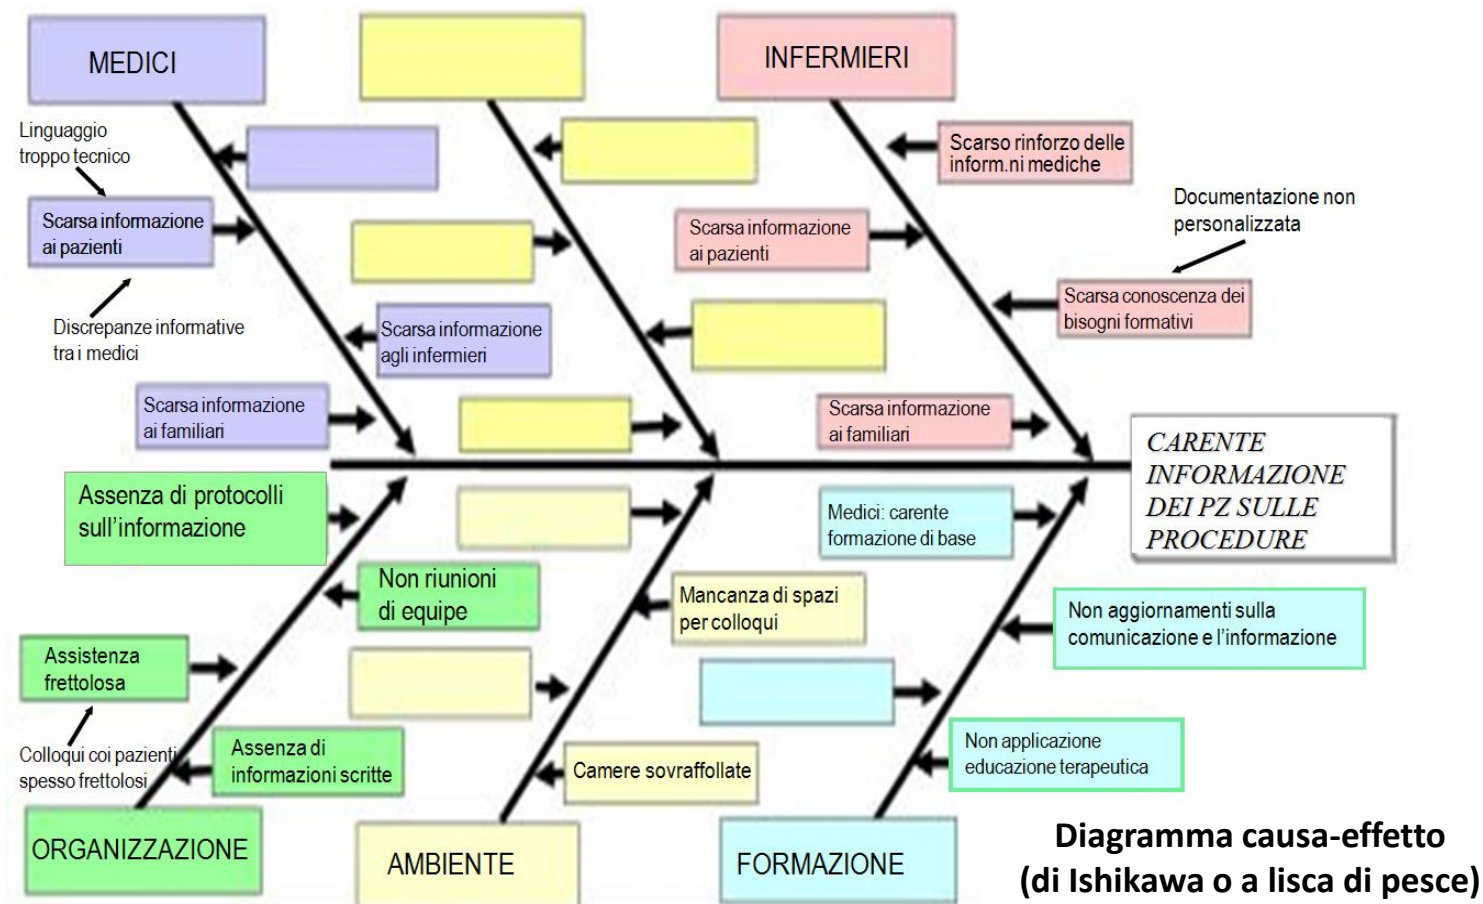 MEDICI
INFERMIERI
Linguaggio
troppo tecnico
Scarso rinforzo delle
inform.ni mediche
Scarsa informazione
ai pazienti
Scarsa informazione
ai pazienti
Documentazione non
personalizzata
Discrepanze informative
tra i medici
Scarsa informazione
agli infermieri
Scarsa conoscenza dei
bisogni formativi
Scarsa informazione
ai familiari
Scarsa informazione
ai familiari
CARENTE
INFORMAZIONE
DEI PZ SULLE
PROCEDURE
Assenza di protocolli
sull'informazione
Medici: carente
formazione di base
Non riunioni
di equipe
Mancanza di spazi
per colloqui
Non aggiornamenti sulla
comunicazione e l'informazione
Assistenza
frettolosa
Colloqui coi pazienti
spesso frettolosi
Assenza di
informazioni scritte
Camere sovraffollate
Non applicazione
educazione terapeutica
ORGANIZZAZIONE
AMBIENTE
FORMAZIONE
Diagramma causa-effetto
(di Ishikawa o a lisca di pesce)